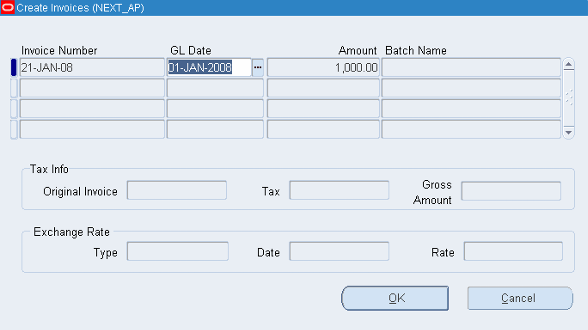 Create Invoices (NEXT_AP)
Invoice Number GL Date Amount Batch Name
21-JAN-08 01-JAN-2008 ... 1,000.00
Tax Info
Original Invoice Tax Gross Amount
Exchange Rate
Type Date Rate
OK Cancel